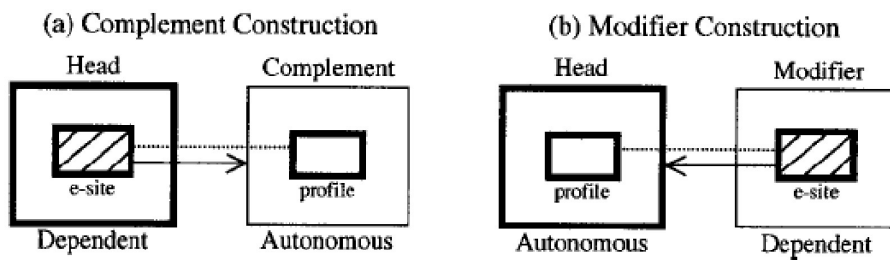 (a) Complement Construction
Head Complement
e-site profile
Dependent Autonomous
(b) Modifier Construction
Head Modifier
profile e-site
Autonomous Dependent